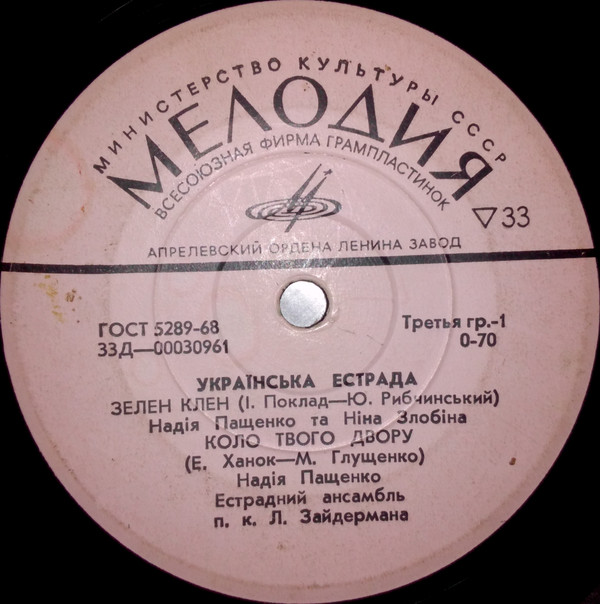 МИНИСТЕРСТВО КУЛЬТУРЫ СССР
МЕЛОДИЯ
ВСЕСОЮЗНАЯ ФИРМА ГРАМПЛАСТИНОК
▽33
АПРЕЛЕВСКИЙ ОРДЕНА ЛЕНИНА ЗАВОД
ГОСТ 5289-68
Третья гр.-1
33Д—00030961
0-70
УКРАЇНСЬКА ЕСТРАДА
ЗЕЛЕН КЛЕН (І. Поклад—Ю. Рибчинський)
Надія Пащенко та Ніна Злобіна
КОЛО ТВОГО ДВОРУ
(Е. Ханок—М. Глущенко)
Надія Пащенко
Естрадний ансамбль
п. к. Л. Зайдермана